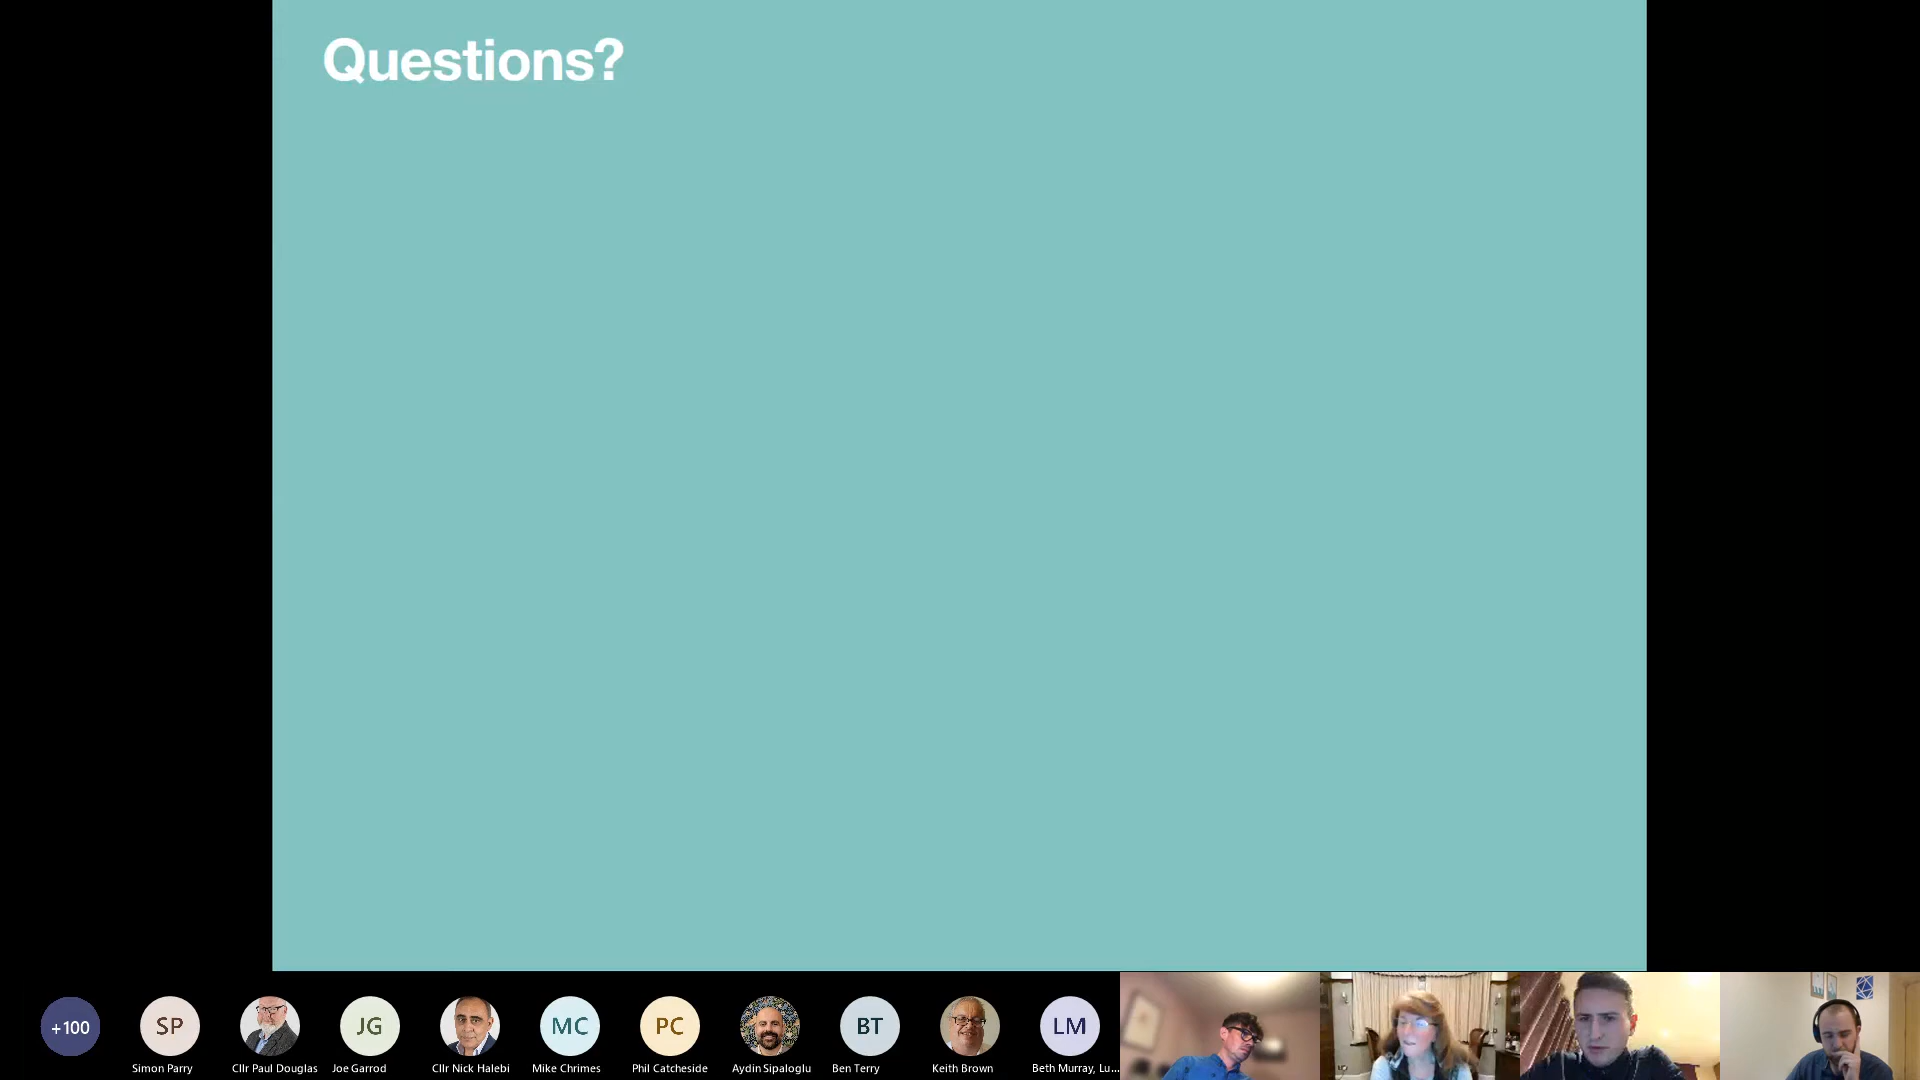 Questions?
+100
SP
JG
MC
PC
BT
LM
Simon Parry
Cllr Paul Douglas
Joe Garrod
Cllr Nick Halebi
Mike Chrimes
Phil Catcheside
Aydin Sipaloglu
Ben Terry
Keith Brown
Beth Murray, Lu...